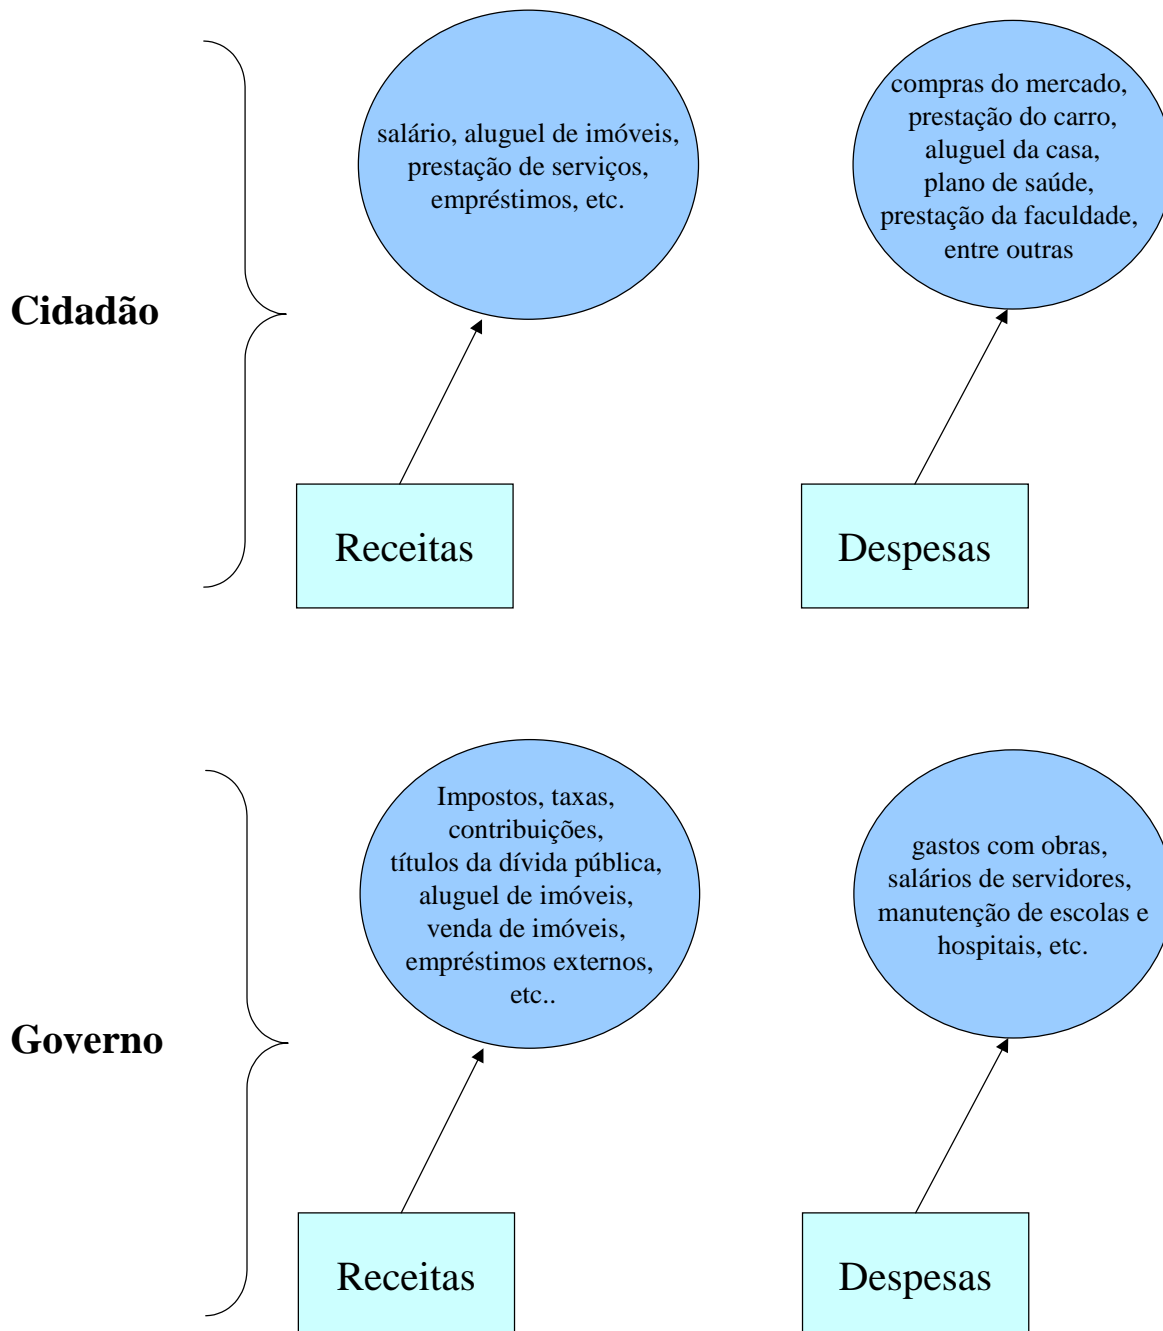 Cidadão
salário, aluguel de imóveis,
prestação de serviços,
empréstimos, etc.
compras do mercado,
prestação do carro,
aluguel da casa,
plano de saúde,
prestação da faculdade,
entre outras
Receitas
Despesas
Governo
Impostos, taxas,
contribuições,
títulos da dívida pública,
aluguel de imóveis,
venda de imóveis,
empréstimos externos,
etc..
gastos com obras,
salários de servidores,
manutenção de escolas e
hospitais, etc.
Receitas
Despesas